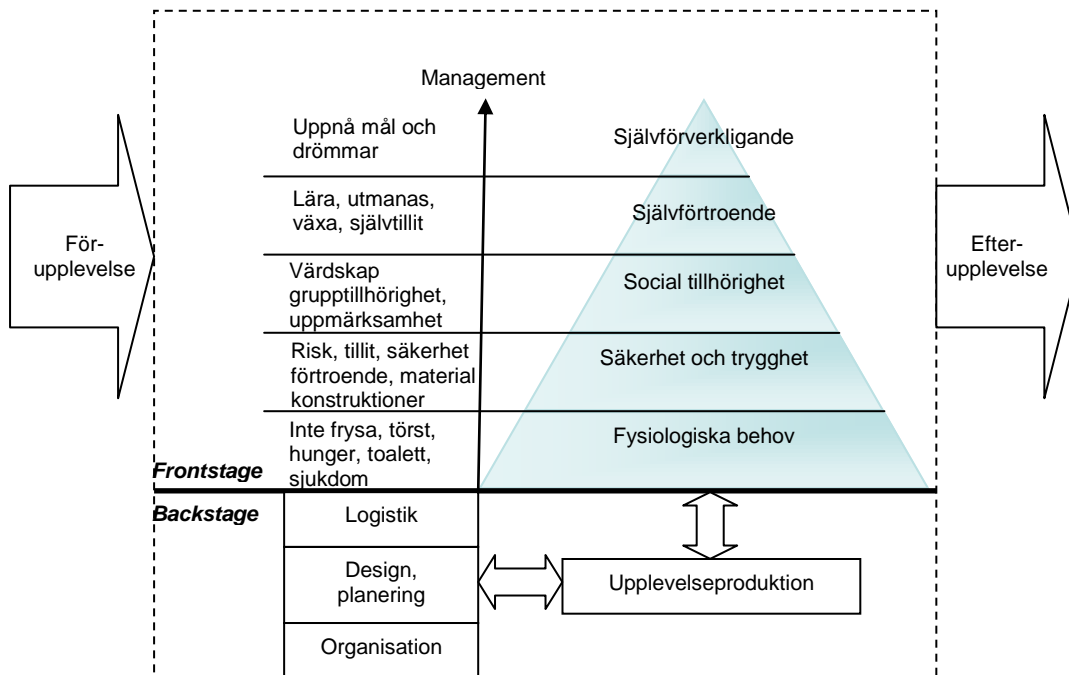 Management
Uppnå mål och
drömmar
Självförverkligande
Lära, utmanas,
växa, självtillit
Självförtroende
För-
upplevelse
Efter-
upplevelse
Värdskap
grupptillhörighet,
uppmärksamhet
Social tillhörighet
Risk, tillit, säkerhet
förtroende, material
konstruktioner
Säkerhet och trygghet
Inte frysa, törst,
hunger, toalett,
sjukdom
Fysiologiska behov
Frontstage
Backstage
Logistik
Design,
planering
Upplevelseproduktion
Organisation